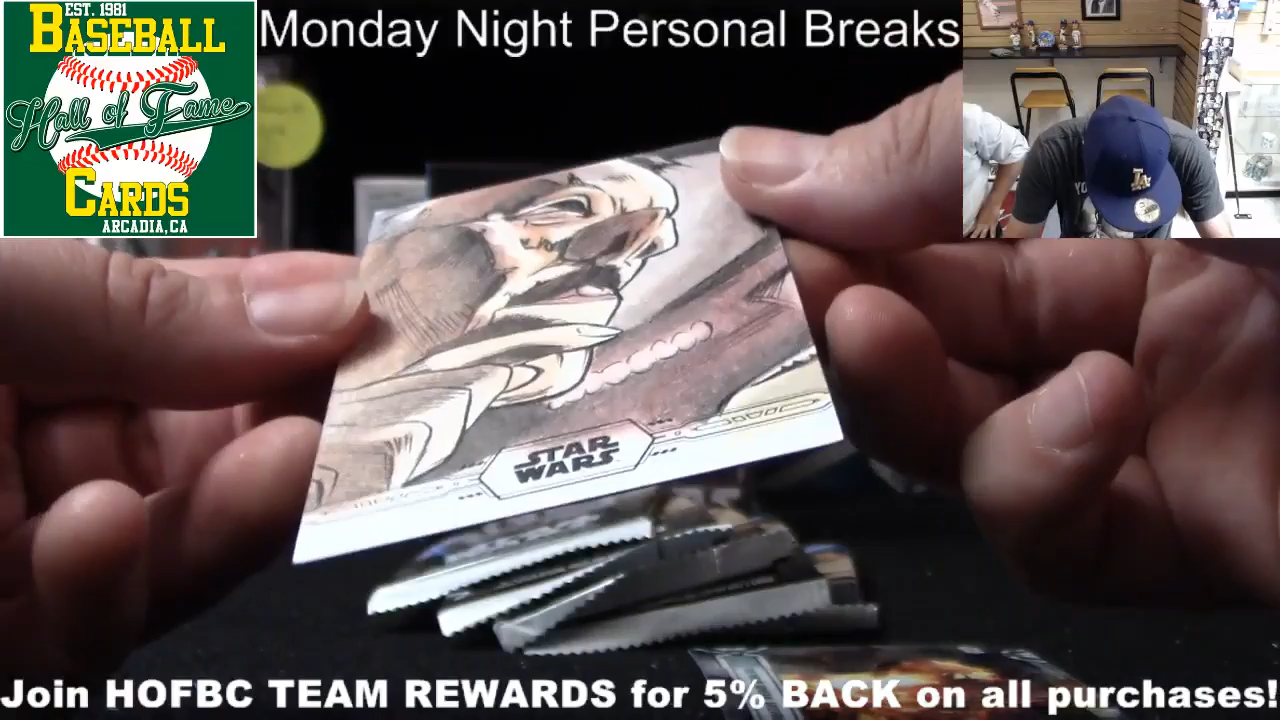 EST. 1981
BASEBALL
Hall of Fame
CARDS
ARCADIA, CA
Monday Night Personal Breaks
LA
STAR
WARS
Join HOFBC TEAM REWARDS for 5% BACK on all purchases!